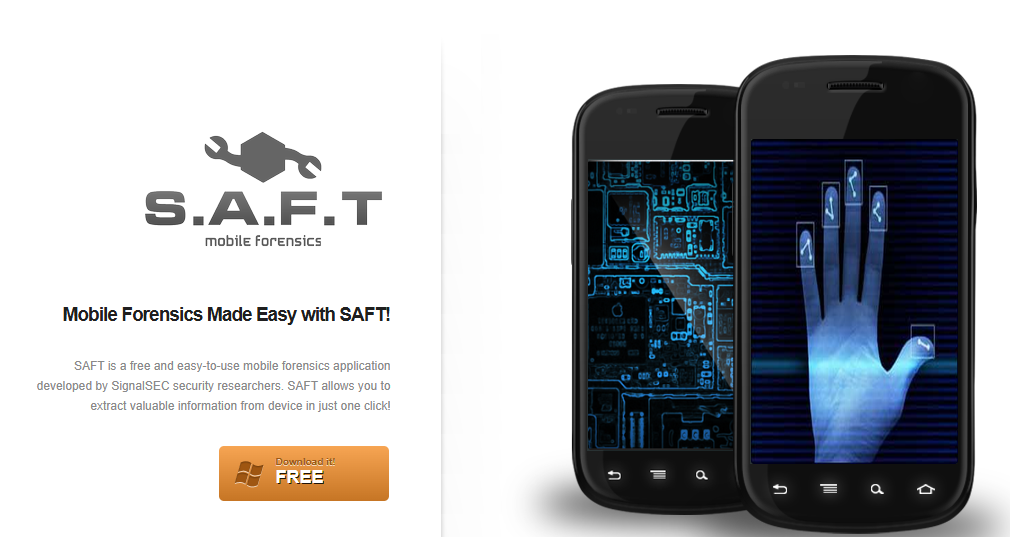 S.A.F.T
mobile forensics
Mobile Forensics Made Easy with SAFT!
SAFT is a free and easy-to-use mobile forensics application
developed by SignalSEC security researchers. SAFT allows you to
extract valuable information from device in just one click!
Download it!
FREE